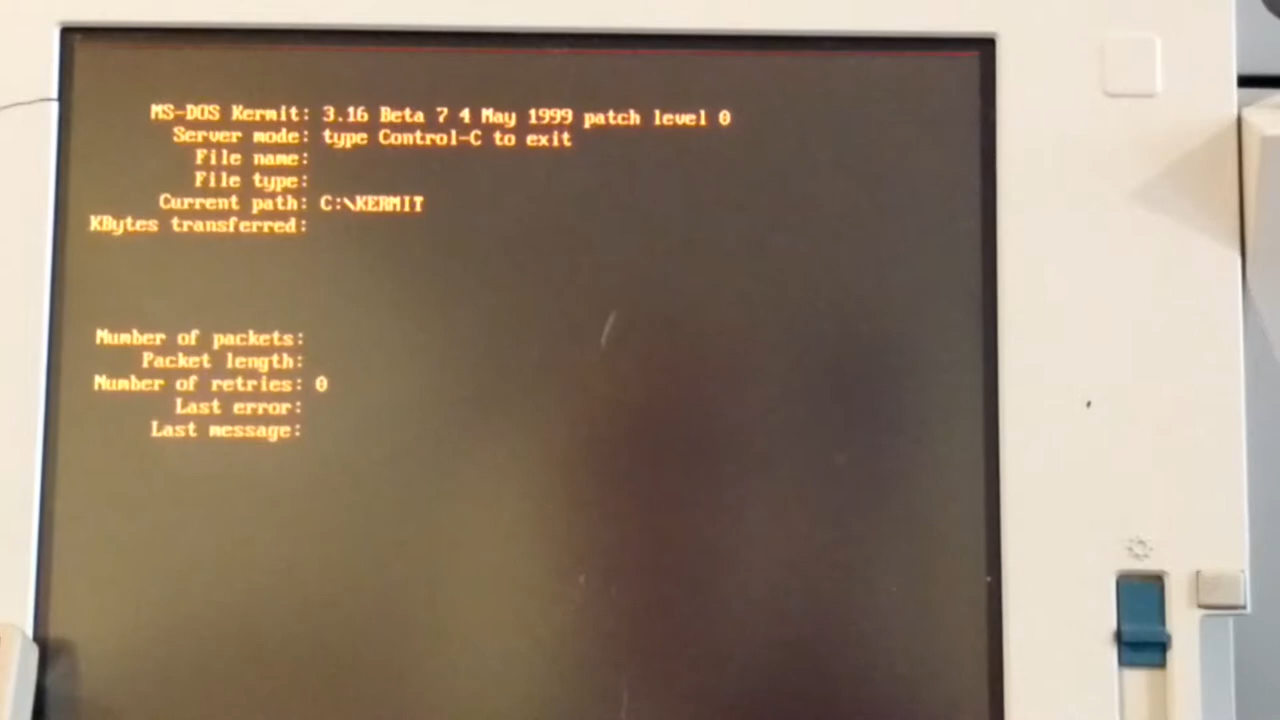 MS-DOS Kermit: 3.16 Beta 7 4 May 1999 patch level 0
Server mode: type Control-C to exit
File name:
File type:
Current path: C:\KERMIT
KBytes transferred:
Number of packets:
Packet length:
Number of retries: 0
Last error:
Last message: